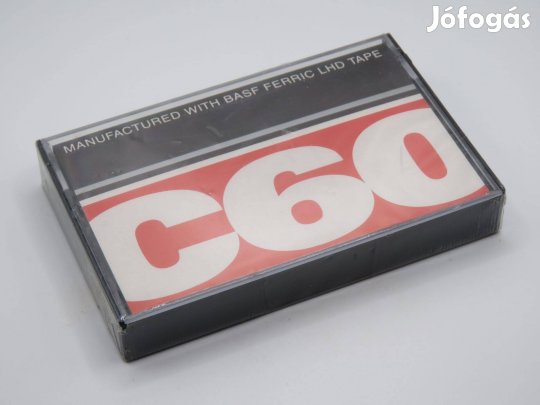 Jófogás
MANUFACTURED WITH BASF FERRIC LHD TAPE
C60